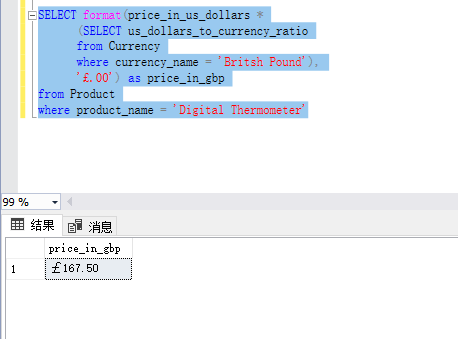 SELECT format(price_in_us_dollars *
(SELECT us_dollars_to_currency_ratio
from Currency
where currency_name = 'Britsh Pound'),
'£.00') as price_in_gbp
from Product
where product_name = 'Digital Thermometer'
99 %
结果 消息
price_in_gbp
1 £167.50